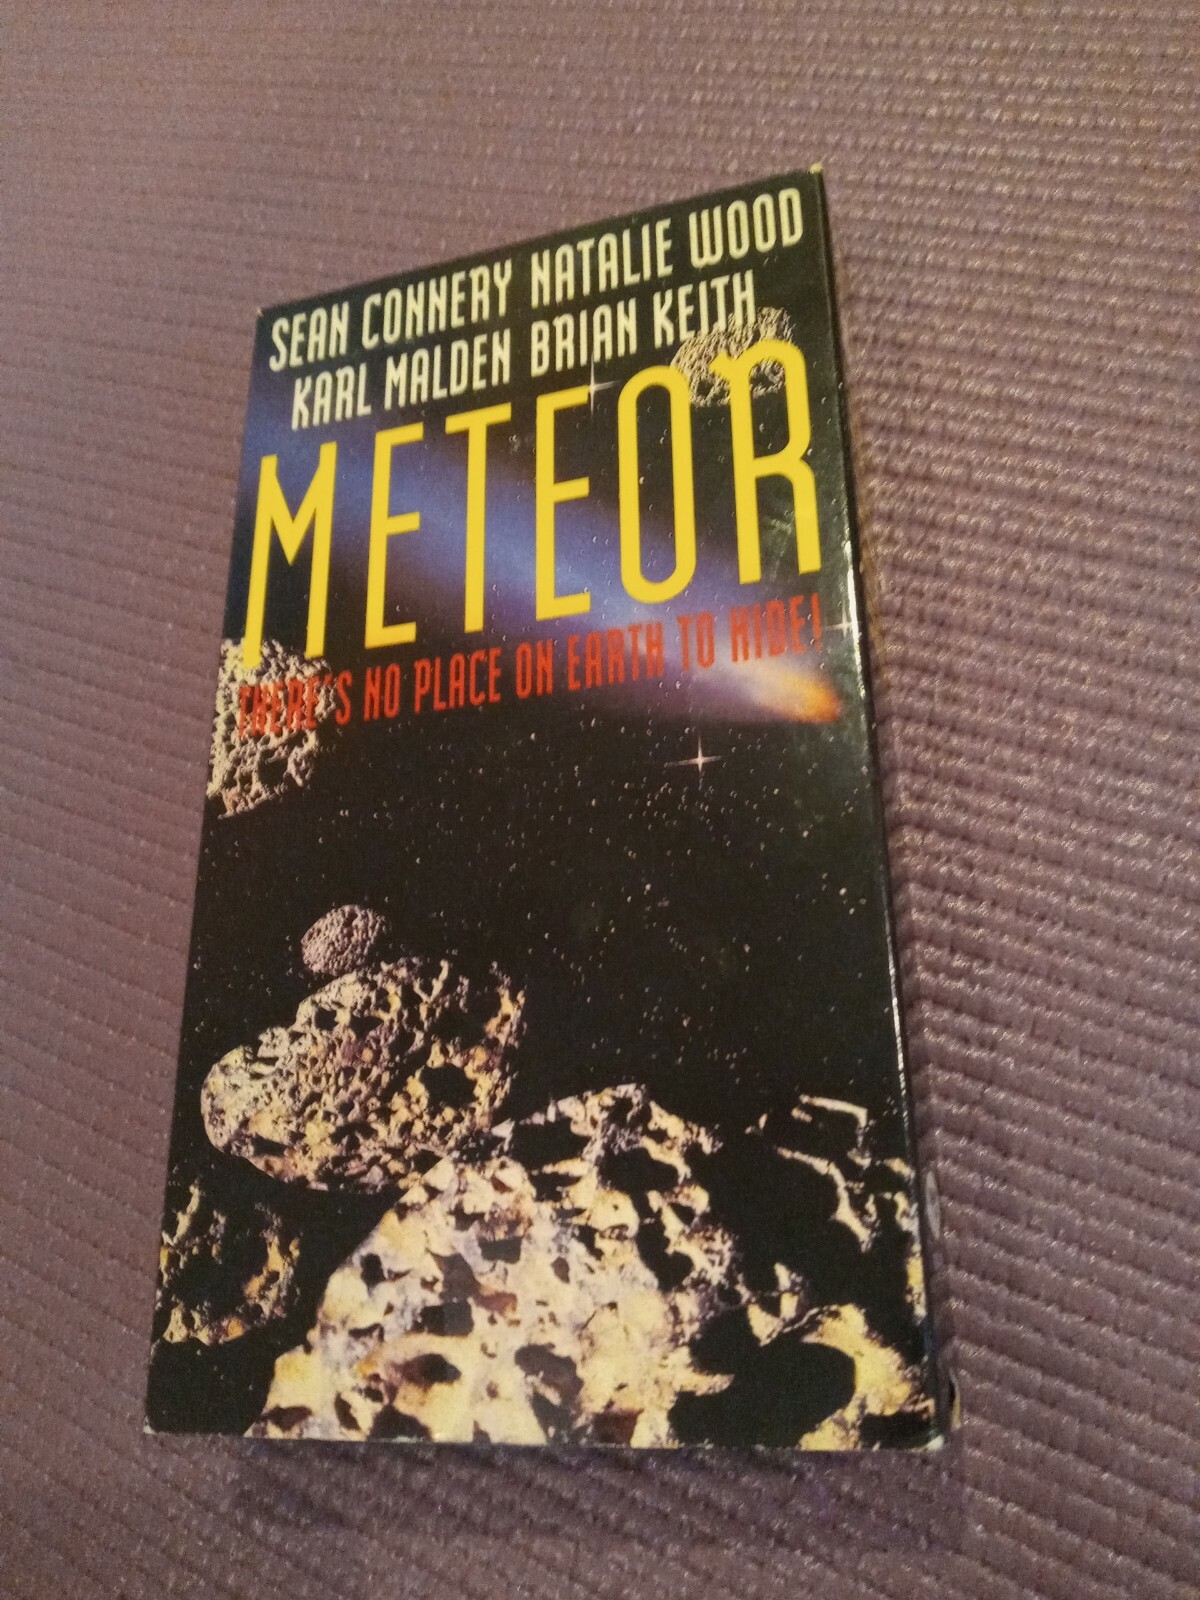 SEAN CONNERY NATALIE WOOD
KARL MALDEN BRIAN KEITH
METEOR
THERE'S NO PLACE ON EARTH TO HIDE!